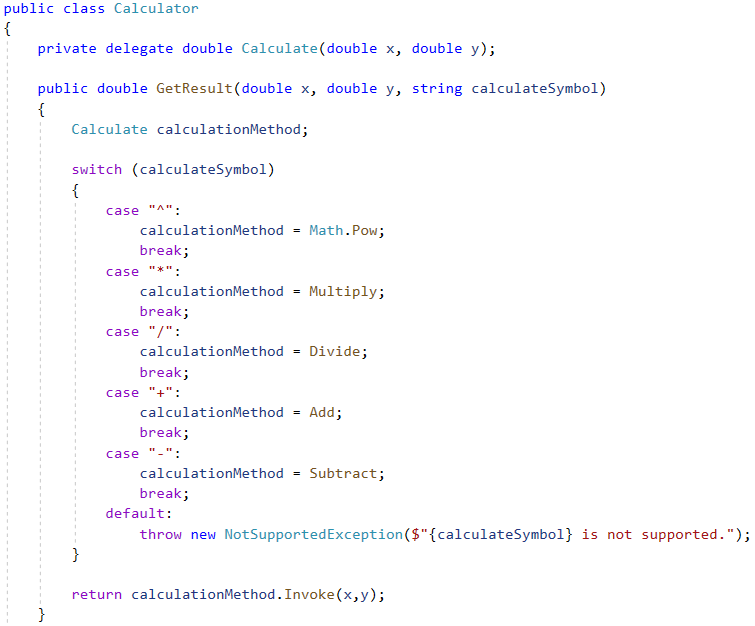 public class Calculator
{
    private delegate double Calculate(double x, double y);

    public double GetResult(double x, double y, string calculateSymbol)
    {
        Calculate calculationMethod;

        switch (calculateSymbol)
        {
            case "^":
                calculationMethod = Math.Pow;
                break;
            case "*":
                calculationMethod = Multiply;
                break;
            case "/":
                calculationMethod = Divide;
                break;
            case "+":
                calculationMethod = Add;
                break;
            case "-":
                calculationMethod = Subtract;
                break;
            default:
                throw new NotSupportedException($"{calculateSymbol} is not supported.");
        }

        return calculationMethod.Invoke(x,y);
    }